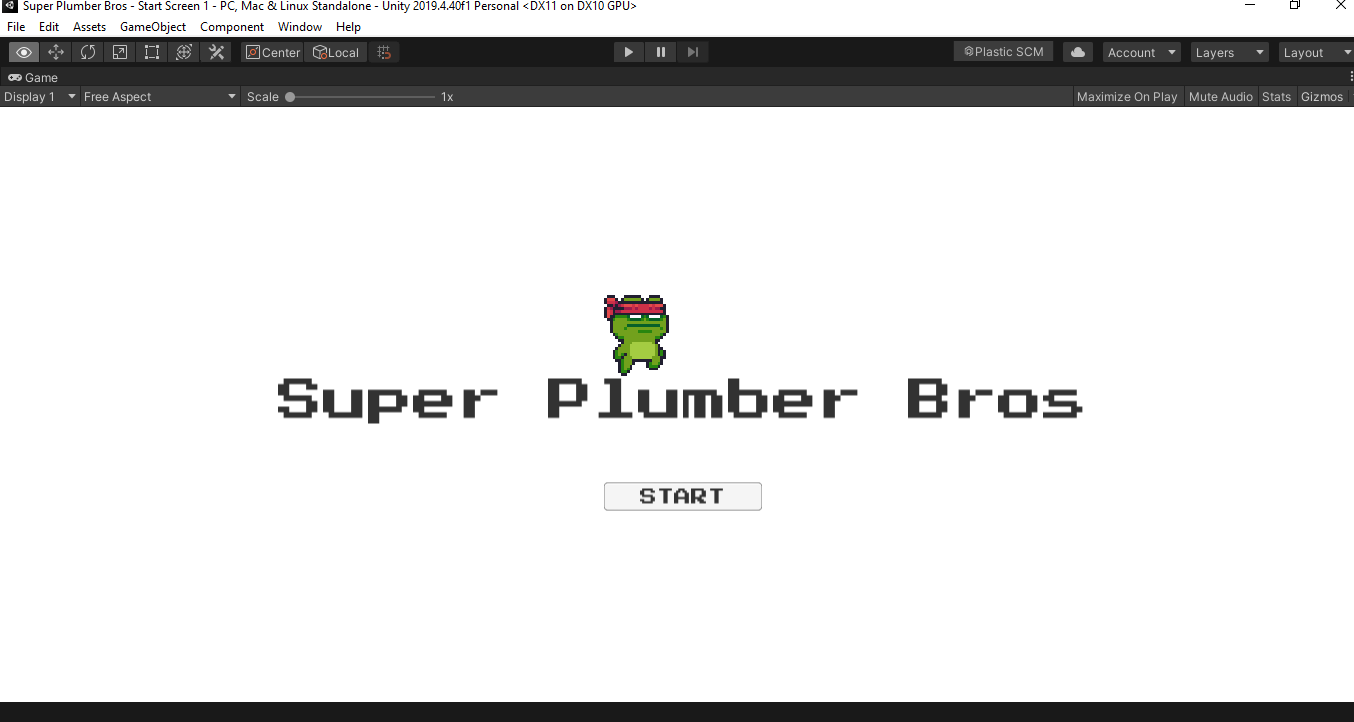 Super Plumber Bros - Start Screen 1 - PC, Mac & Linux Standalone - Unity 2019.4.40f1 Personal <DX11 on DX10 GPU>
File Edit Assets GameObject Component Window Help
Center Local Plastic SCM Account Layers Layout
Game
Display 1 Free Aspect Scale 1x Maximize On Play Mute Audio Stats Gizmos
Super Plumber Bros
START